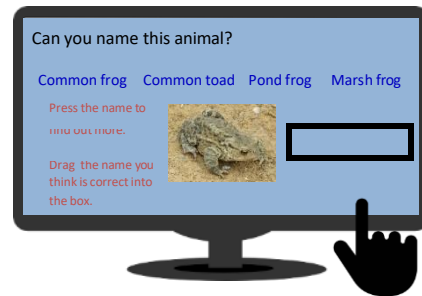 Can you name this animal?
Common frog Common toad Pond frog Marsh frog
Press the name to
find out more.
Drag the name you
think is correct into
the box.